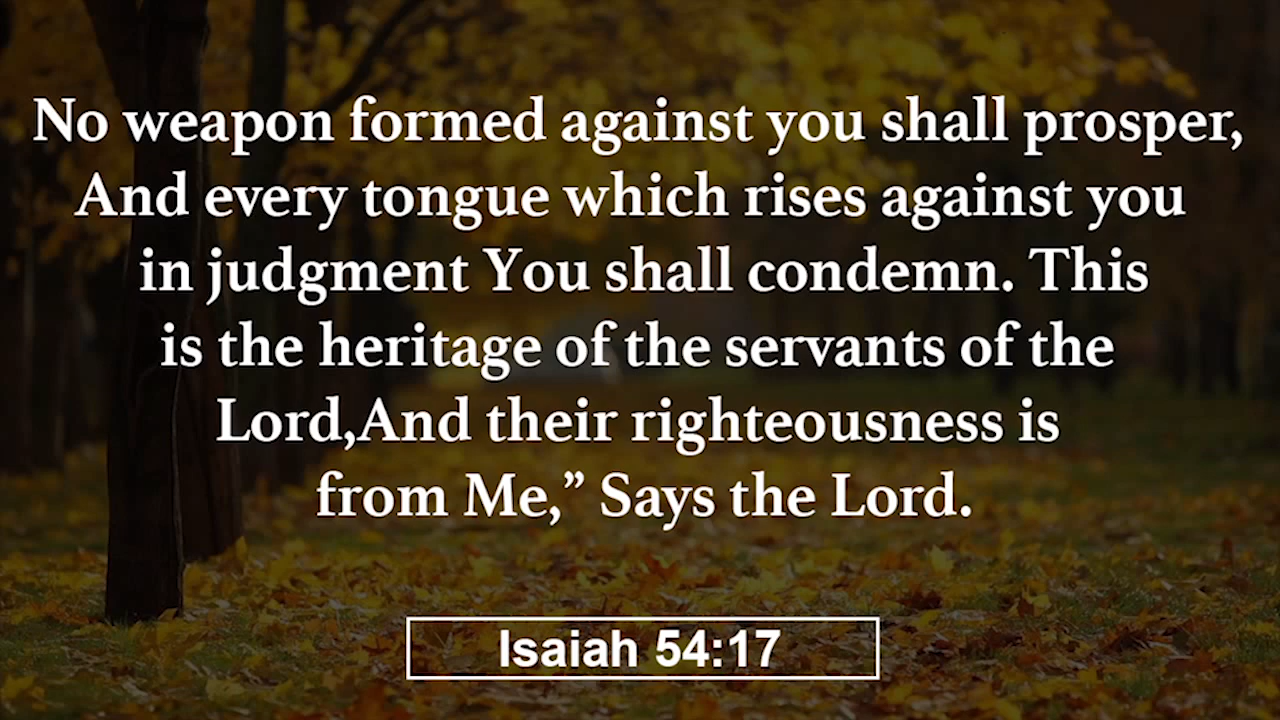 No weapon formed against you shall prosper,
And every tongue which rises against you
in judgment You shall condemn. This
is the heritage of the servants of the
Lord,And their righteousness is
from Me,” Says the Lord.
Isaiah 54:17